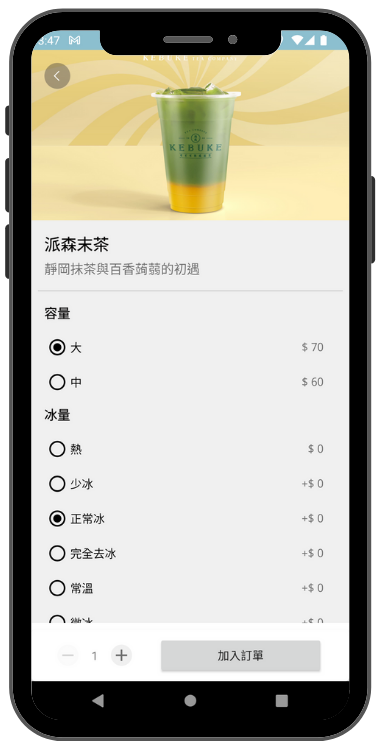 :47
KEBUKE
KEBUKE
派森末茶
靜岡抹茶與百香蒟蒻的初遇
容量
大 $ 70
中 $ 60
冰量
熱 $ 0
少冰 +$ 0
正常冰 +$ 0
完全去冰 +$ 0
常溫 +$ 0
微冰 +$ 0
1
加入訂單